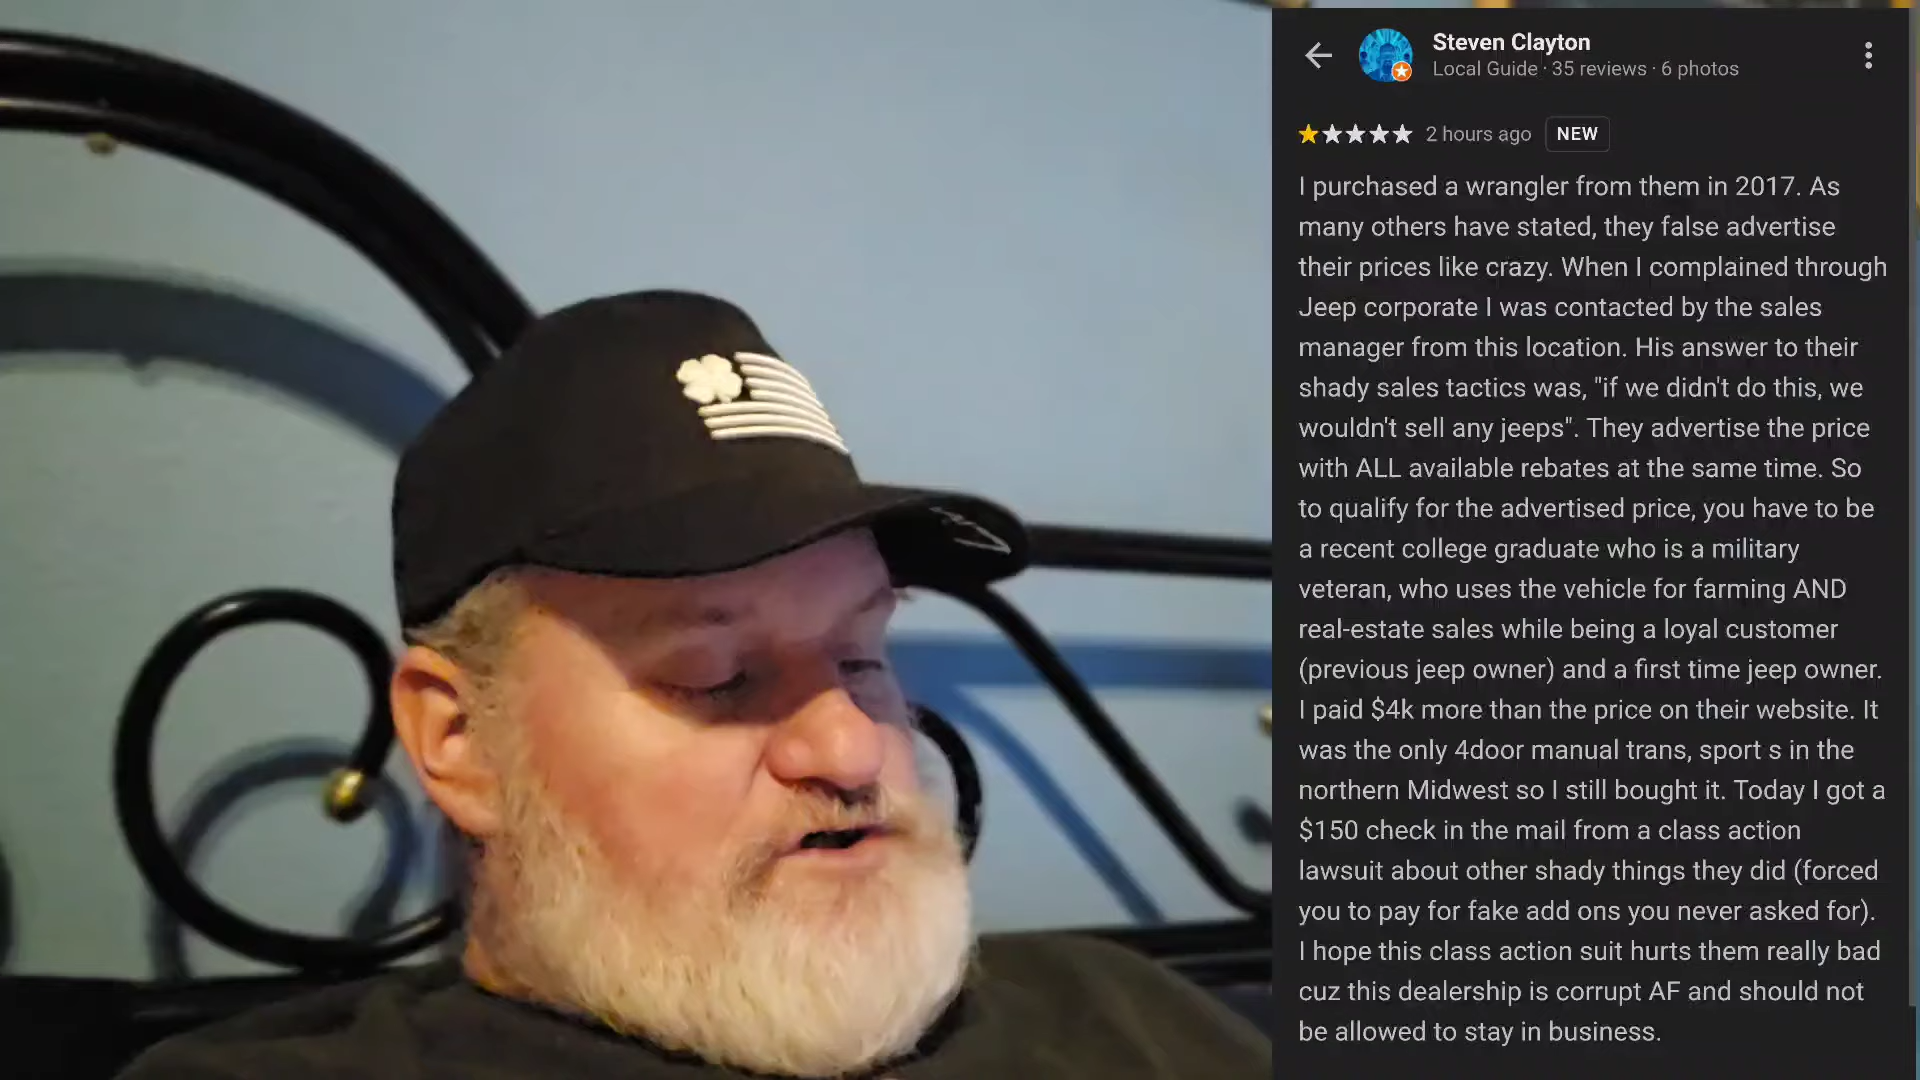 Steven Clayton
Local Guide · 35 reviews · 6 photos
2 hours ago NEW
I purchased a wrangler from them in 2017. As
many others have stated, they false advertise
their prices like crazy. When I complained through
Jeep corporate I was contacted by the sales
manager from this location. His answer to their
shady sales tactics was, "if we didn't do this, we
wouldn't sell any jeeps". They advertise the price
with ALL available rebates at the same time. So
to qualify for the advertised price, you have to be
a recent college graduate who is a military
veteran, who uses the vehicle for farming AND
real-estate sales while being a loyal customer
(previous jeep owner) and a first time jeep owner.
I paid $4k more than the price on their website. It
was the only 4door manual trans, sport s in the
northern Midwest so I still bought it. Today I got a
$150 check in the mail from a class action
lawsuit about other shady things they did (forced
you to pay for fake add ons you never asked for).
I hope this class action suit hurts them really bad
cuz this dealership is corrupt AF and should not
be allowed to stay in business.